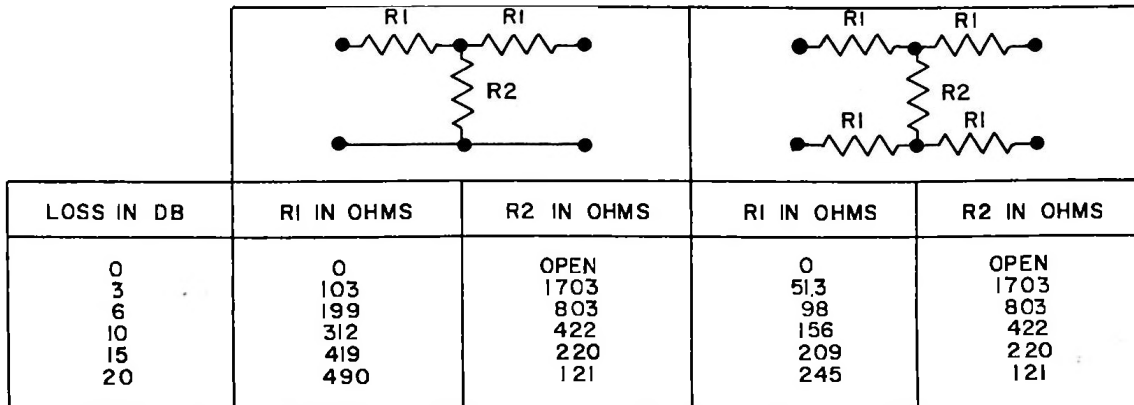 R1 R1 R1 R1
R2 R2
R1 R1
LOSS IN DB R1 IN OHMS R2 IN OHMS R1 IN OHMS R2 IN OHMS
0 0 OPEN 0 OPEN
3 103 1703 51.3 1703
6 199 803 98 803
10 312 422 156 422
15 419 220 209 220
20 490 121 245 121